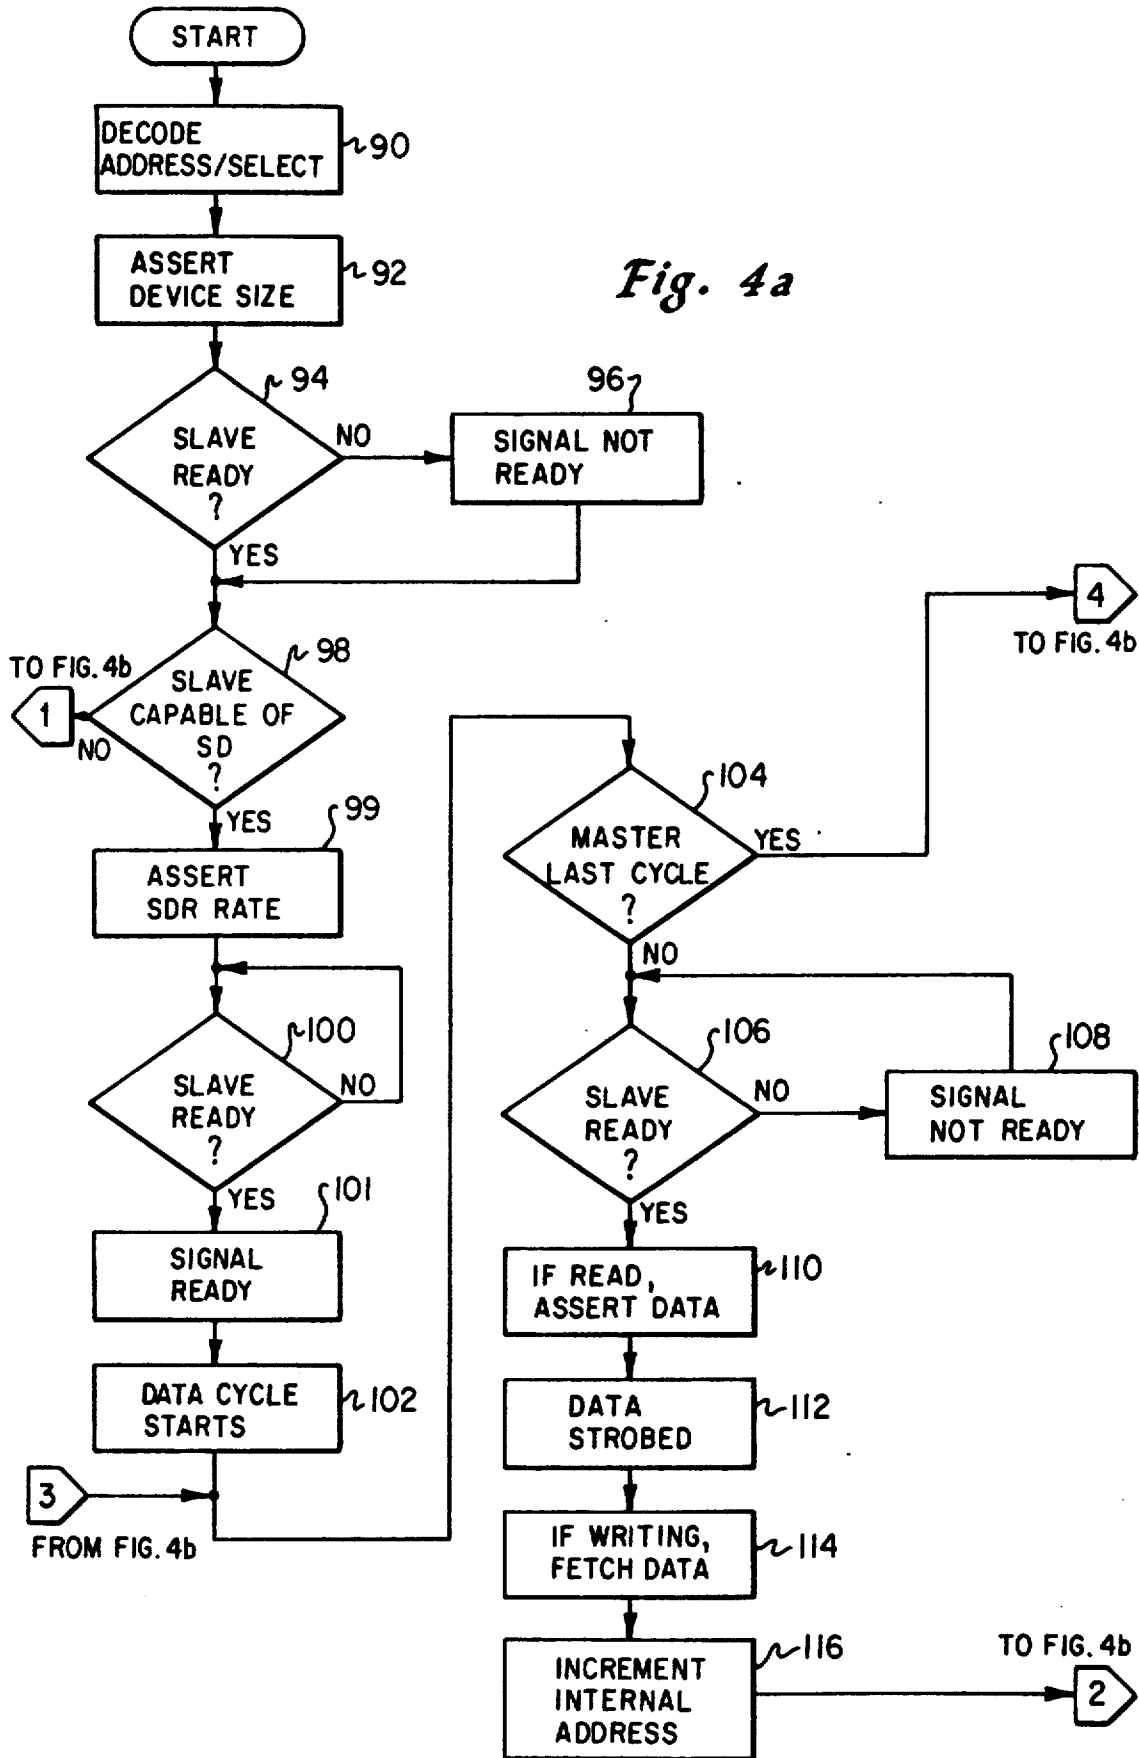 START
DECODE
ADDRESS/SELECT
90
ASSERT
DEVICE SIZE
92
Fig. 4a
94
SLAVE
READY
?
NO
YES
96
SIGNAL NOT
READY
TO FIG. 4b
1
NO
98
SLAVE
CAPABLE OF
SD
?
YES
99
ASSERT
SDR RATE
100
SLAVE
READY
?
NO
YES
101
SIGNAL
READY
DATA CYCLE
STARTS
102
3
FROM FIG. 4b
4
TO FIG. 4b
104
MASTER
LAST CYCLE
?
YES
NO
106
SLAVE
READY
?
NO
YES
108
SIGNAL
NOT READY
IF READ,
ASSERT DATA
110
DATA
STROBED
112
IF WRITING,
FETCH DATA
114
INCREMENT
INTERNAL
ADDRESS
116
TO FIG. 4b
2